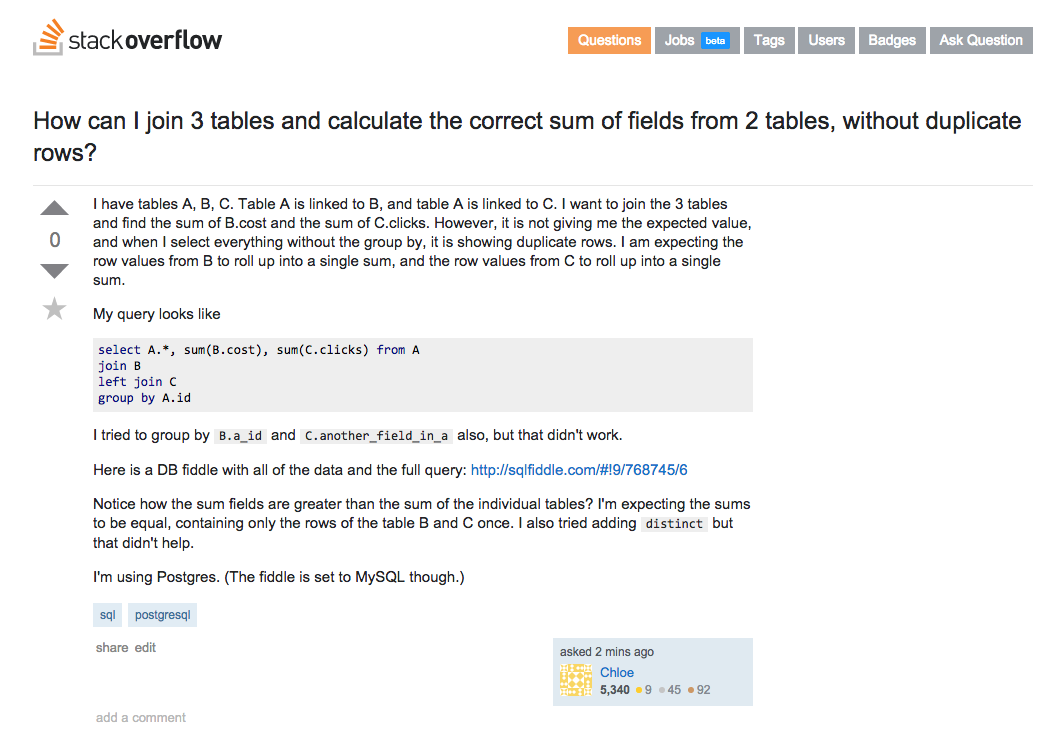 stackoverflow
Questions Jobs beta Tags Users Badges Ask Question
How can I join 3 tables and calculate the correct sum of fields from 2 tables, without duplicate
rows?
I have tables A, B, C. Table A is linked to B, and table A is linked to C. I want to join the 3 tables
and find the sum of B.cost and the sum of C.clicks. However, it is not giving me the expected value,
and when I select everything without the group by, it is showing duplicate rows. I am expecting the
row values from B to roll up into a single sum, and the row values from C to roll up into a single
sum.
0
My query looks like
select A.*, sum(B.cost), sum(C.clicks) from A
join B
left join C
group by A.id
I tried to group by B.a_id and C.another_field_in_a also, but that didn't work.
Here is a DB fiddle with all of the data and the full query: http://sqlfiddle.com/#!9/768745/6
Notice how the sum fields are greater than the sum of the individual tables? I'm expecting the sums
to be equal, containing only the rows of the table B and C once. I also tried adding distinct but
that didn't help.
I'm using Postgres. (The fiddle is set to MySQL though.)
sql postgresql
share edit
asked 2 mins ago
Chloe
5,340 9 45 92
add a comment